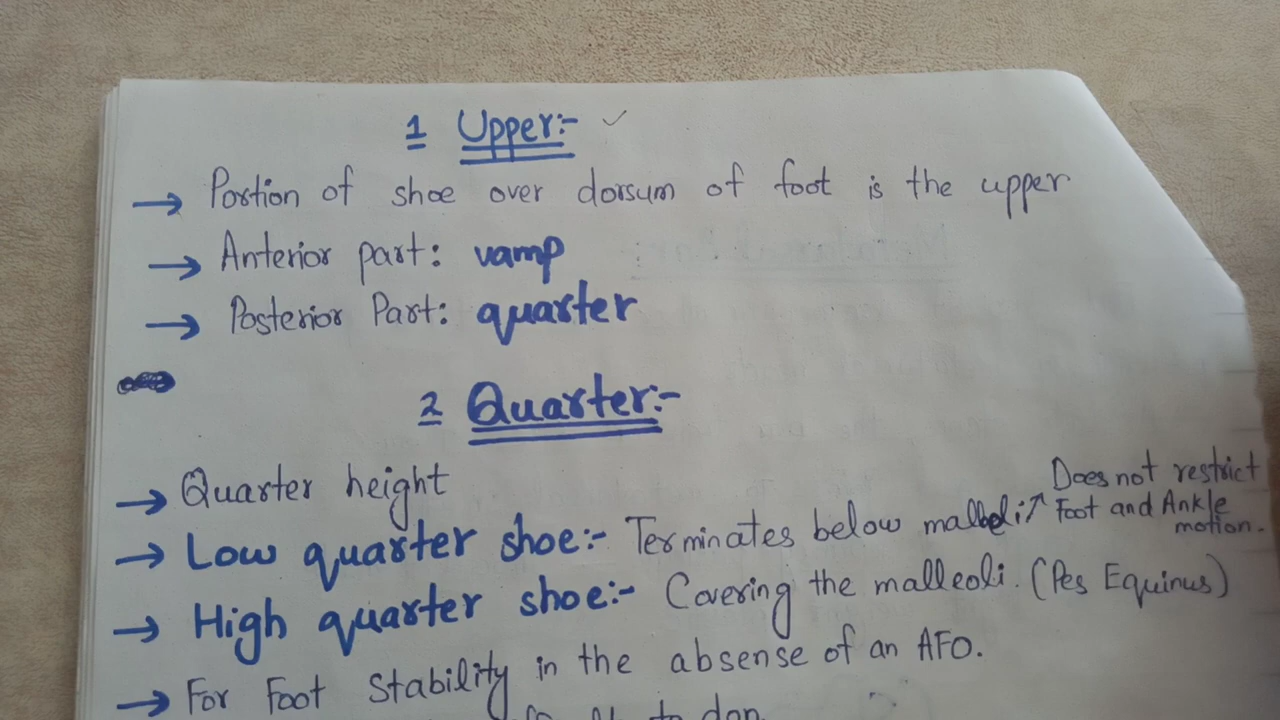 1 Upper:-
→ Portion of shoe over dorsum of foot is the upper
→ Anterior part: vamp
→ Posterior Part: quarter
2 Quarter:-
→ Quarter height
→ Low quarter shoe:- Terminates below malleoli ↗ Does not restrict
Foot and Ankle
motion.
→ High quarter shoe:- Covering the malleoli. (Pes Equinus)
→ For Foot Stability in the absense of an AFO.
to don